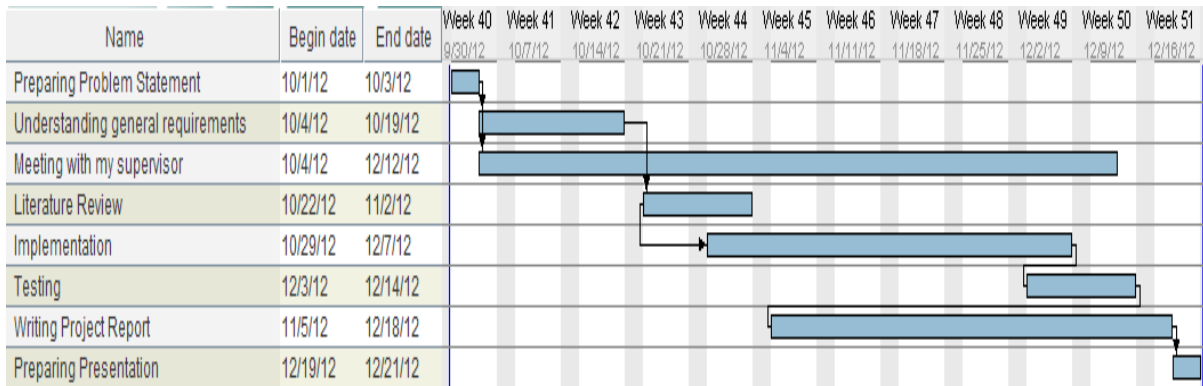 Name Begin date End date Week 40 Week 41 Week 42 Week 43 Week 44 Week 45 Week 46 Week 47 Week 48 Week 49 Week 50 Week 51
9/30/12 10/7/12 10/14/12 10/21/12 10/28/12 11/4/12 11/11/12 11/18/12 11/25/12 12/2/12 12/9/12 12/16/12
Preparing Problem Statement 10/1/12 10/3/12
Understanding general requirements 10/4/12 10/19/12
Meeting with my supervisor 10/4/12 12/12/12
Literature Review 10/22/12 11/2/12
Implementation 10/29/12 12/7/12
Testing 12/3/12 12/14/12
Writing Project Report 11/5/12 12/18/12
Preparing Presentation 12/19/12 12/21/12